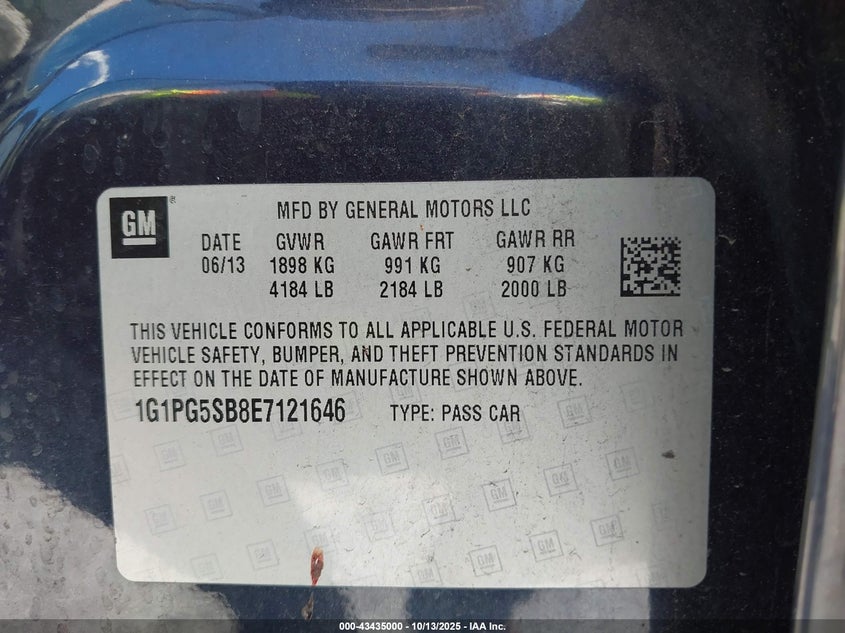 GM®
MFD BY GENERAL MOTORS LLC
DATE GVWR GAWR FRT GAWR RR
06/13 1898 KG 991 KG 907 KG
4184 LB 2184 LB 2000 LB
THIS VEHICLE CONFORMS TO ALL APPLICABLE U.S. FEDERAL MOTOR
VEHICLE SAFETY, BUMPER, AND THEFT PREVENTION STANDARDS IN
EFFECT ON THE DATE OF MANUFACTURE SHOWN ABOVE.
1G1PG5SB8E7121646 TYPE: PASS CAR
000-43435000 - 10/13/2025 - IAA Inc.